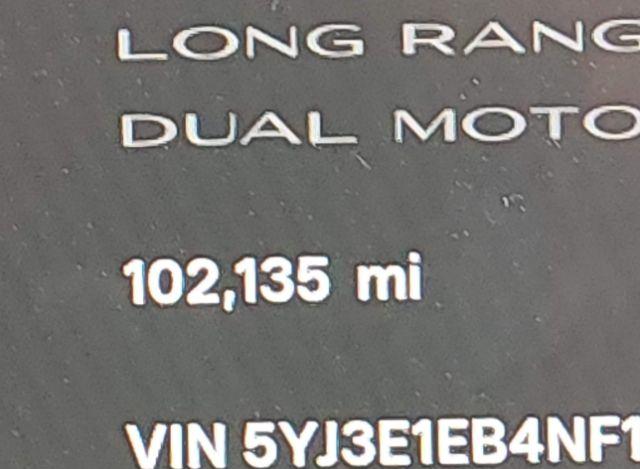 LONG RANG
DUAL MOTO
102,135 mi
VIN 5YJ3E1EB4NF1